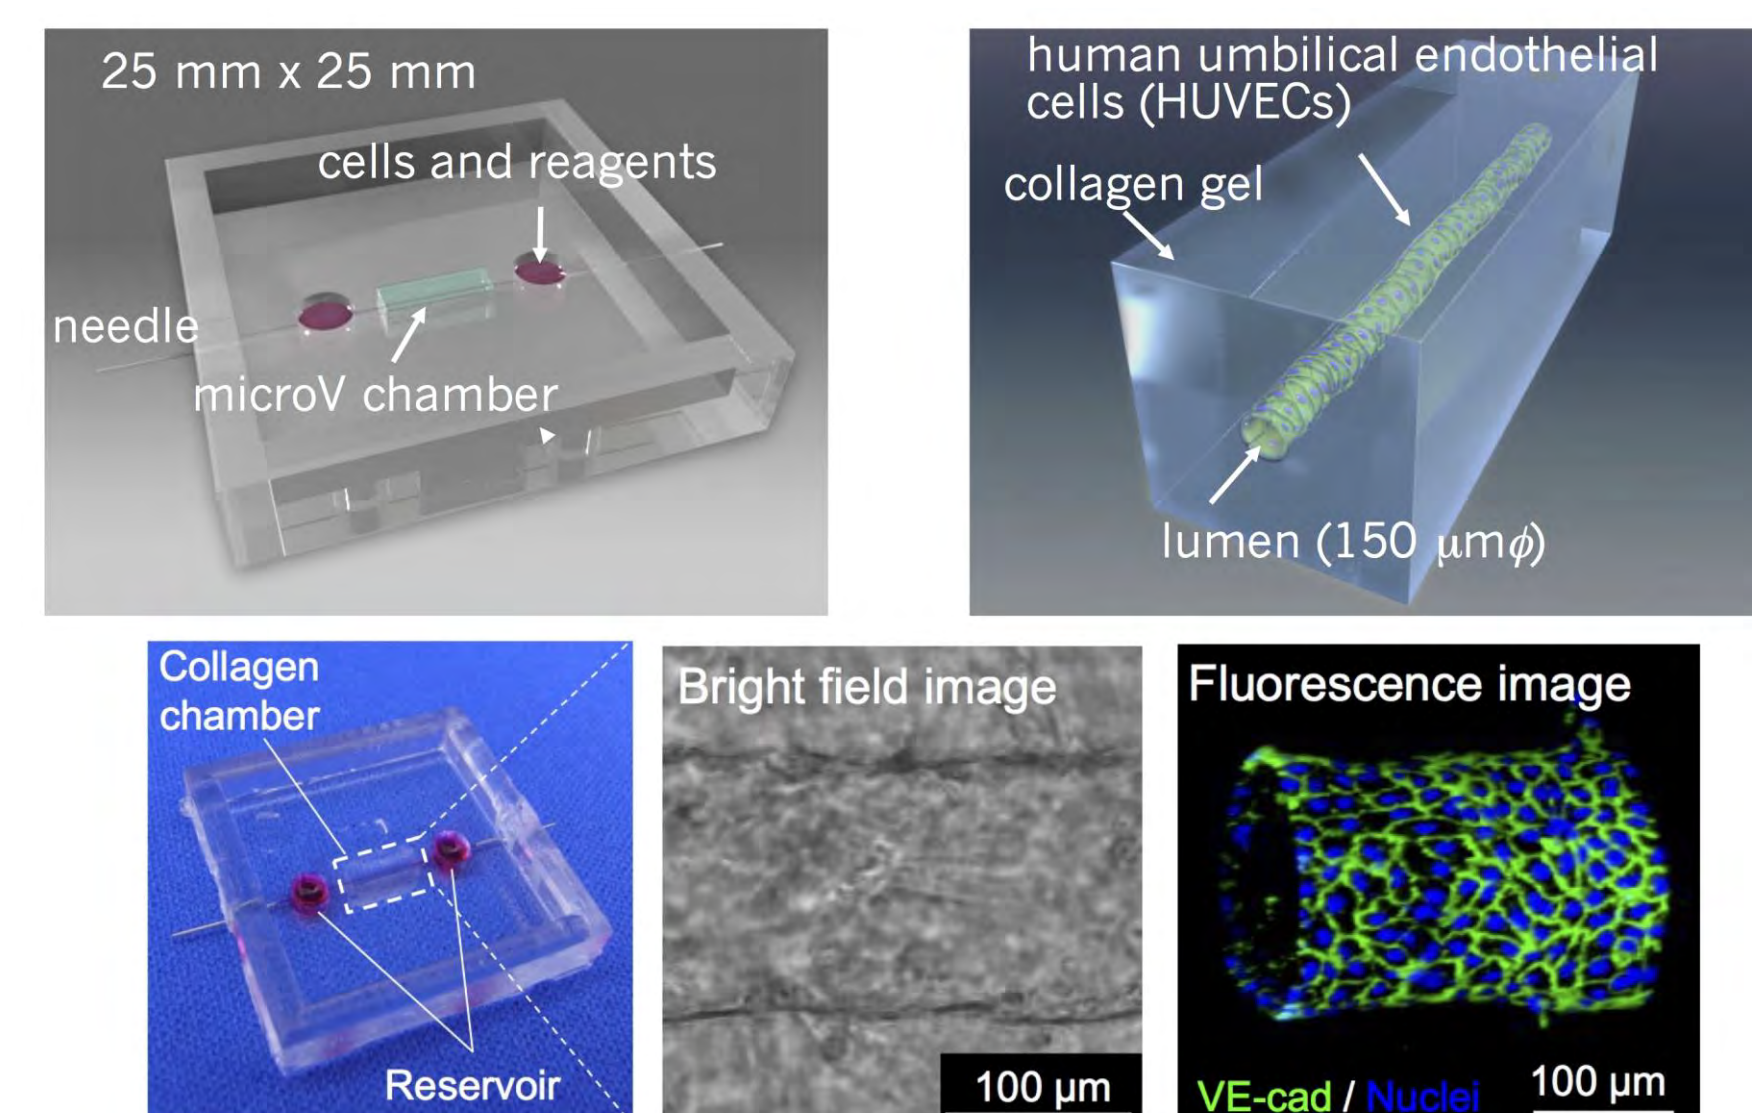 25 mm x 25 mm
cells and reagents
needle
microV chamber
human umbilical endothelial
cells (HUVECs)
collagen gel
lumen (150 μmϕ)
Collagen
chamber
Reservoir
Bright field image
100 μm
Fluorescence image
VE-cad / Nuclei
100 μm